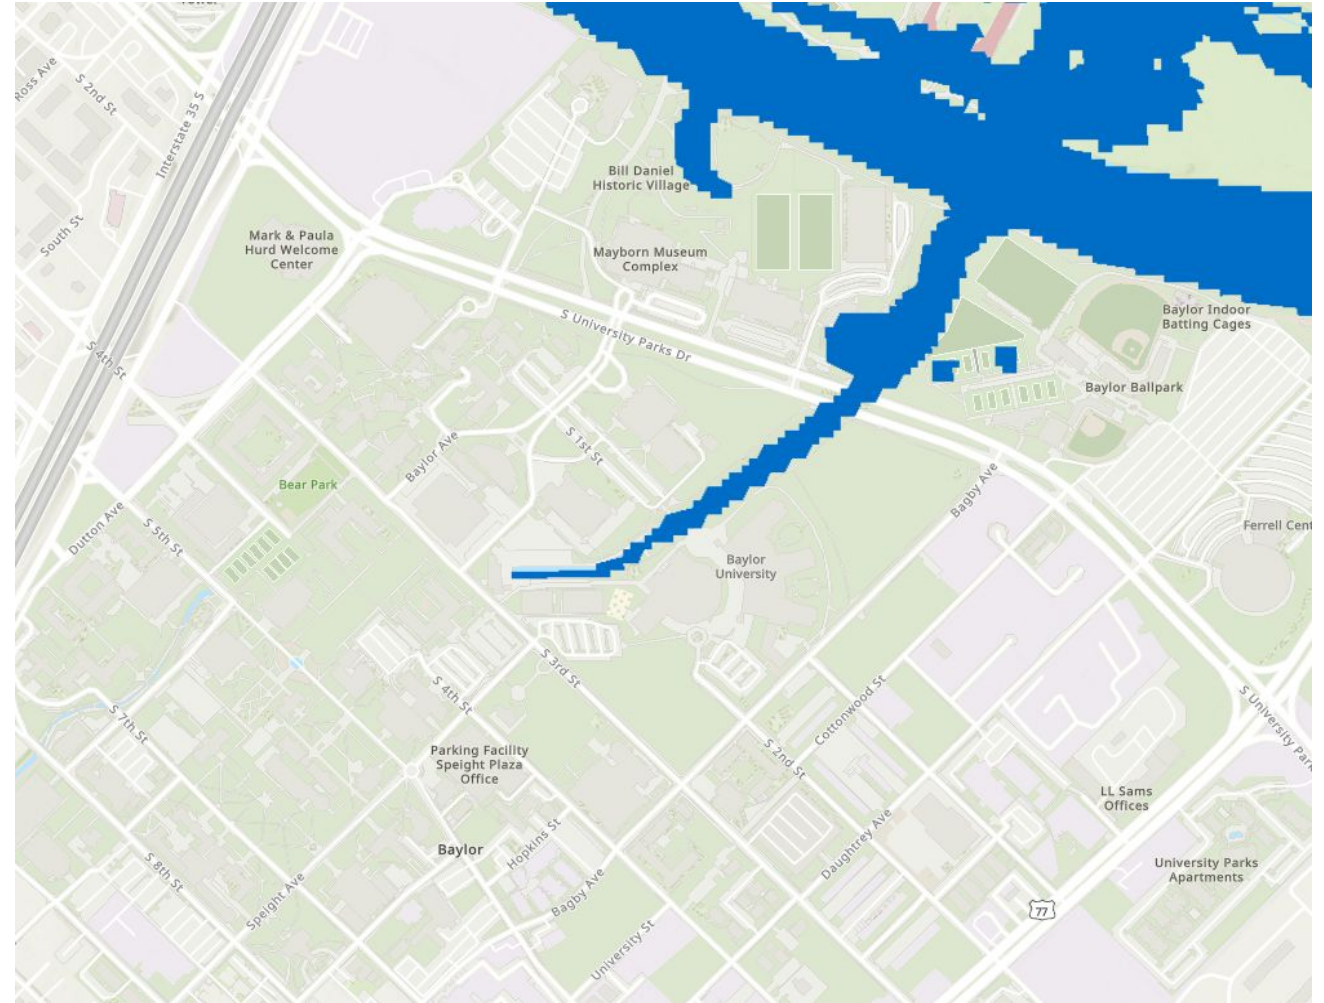 Tower
Ross Ave
S 2nd St
Interstate 35 S
South St
Bill Daniel
Historic Village
Mark & Paula
Hurd Welcome
Center
Mayborn Museum
Complex
S University Parks Dr
Baylor Indoor
Batting Cages
Baylor Ballpark
S 4th St
Baylor Ave
S 1st St
Bear Park
Bagby Ave
Dutton Ave
S 5th St
Ferrell Cent
Baylor
University
S 3rd St
S 4th St
S 7th St
Cottonwood St
S University Park
S 2nd St
Parking Facility
Speight Plaza
Office
LL Sams
Offices
Baylor
Hopkins St
Daughtrey Ave
University Parks
Apartments
S 8th St
Speight Ave
Bagby Ave
77
University St